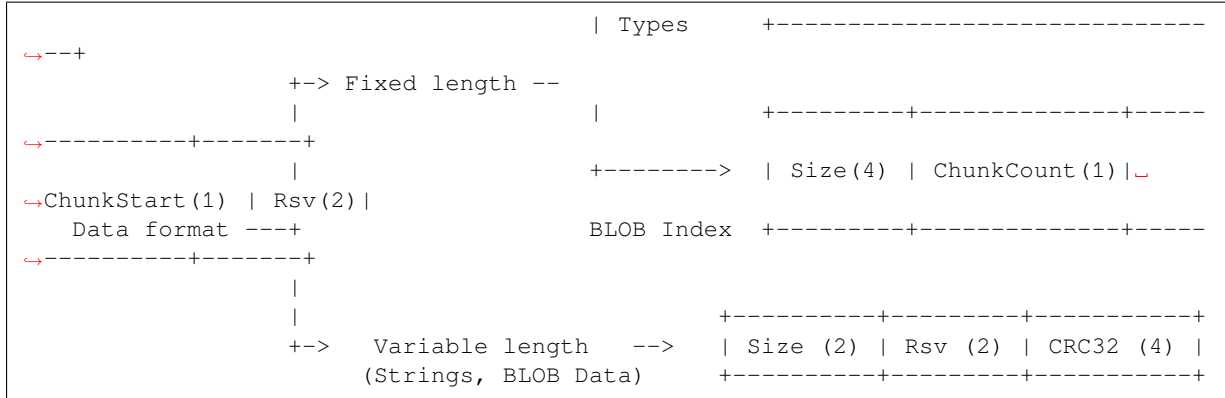 | Types     +------------------------------
↪--+
                   +-> Fixed length --
                   |                    |           +---------+--------------+-----
↪----------+-------+
                   |                    +-------->  | Size(4) | ChunkCount(1)|␣
↪ChunkStart(1) | Rsv(2)|
    Data format ---+                    BLOB Index  +---------+--------------+-----
↪----------+-------+
                   |
                   |                             +----------+---------+-----------+
                   +->   Variable length   -->   | Size (2) | Rsv (2) | CRC32 (4) |
                        (Strings, BLOB Data)     +----------+---------+-----------+